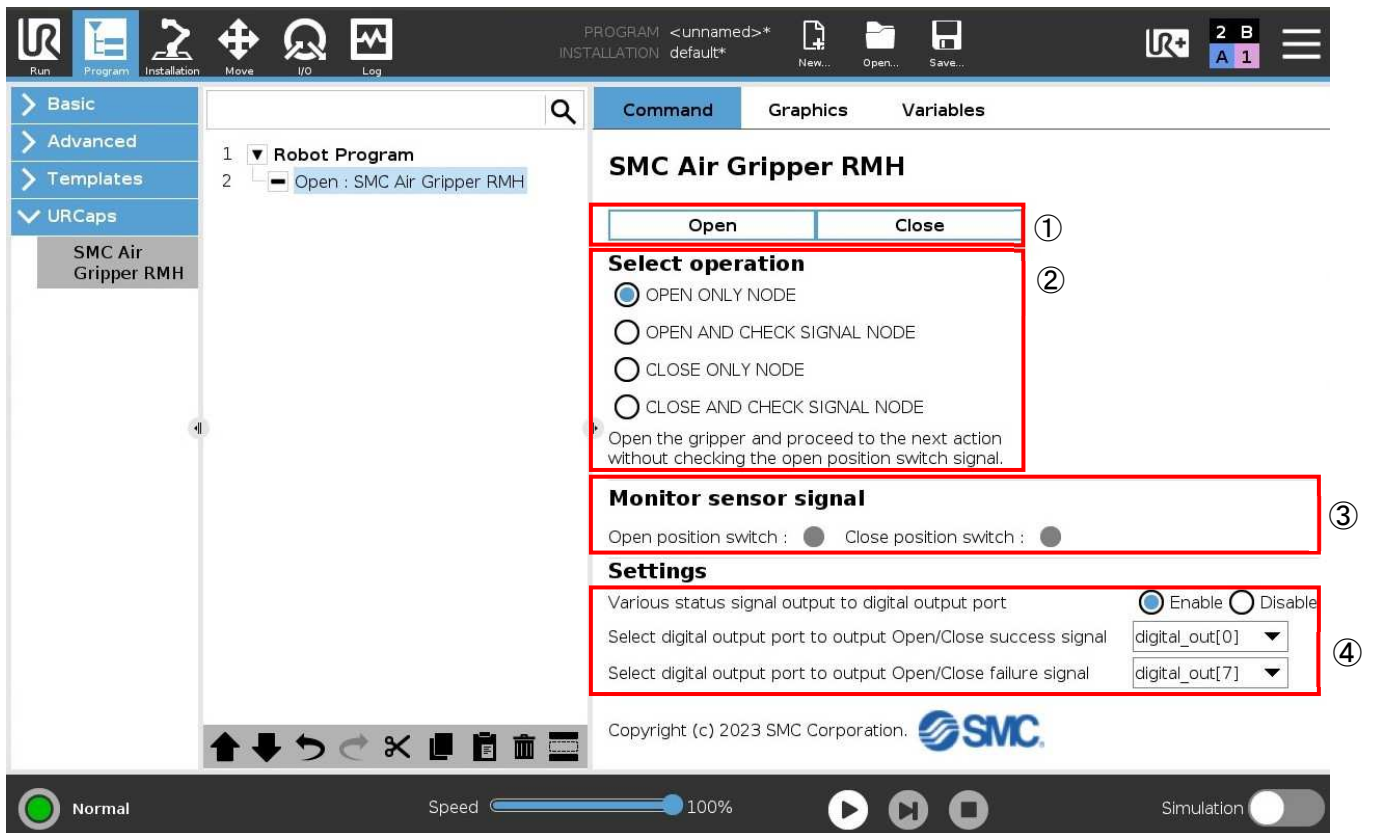 PROGRAM <unnamed>*
INSTALLATION default*
Run Program Installation Move I/O Log New... Open... Save...
UR+ 2 B
A 1
Basic
Advanced
Templates
URCaps
SMC Air
Gripper RMH
1 Robot Program
2 Open : SMC Air Gripper RMH
Command Graphics Variables
SMC Air Gripper RMH
Open Close ①
Select operation
②
OPEN ONLY NODE
OPEN AND CHECK SIGNAL NODE
CLOSE ONLY NODE
CLOSE AND CHECK SIGNAL NODE
Open the gripper and proceed to the next action
without checking the open position switch signal.
Monitor sensor signal
③
Open position switch : Close position switch :
Settings
Various status signal output to digital output port Enable Disable
Select digital output port to output Open/Close success signal digital_out[0]
④
Select digital output port to output Open/Close failure signal digital_out[7]
Copyright (c) 2023 SMC Corporation. SMC.
Normal Speed 100% Simulation